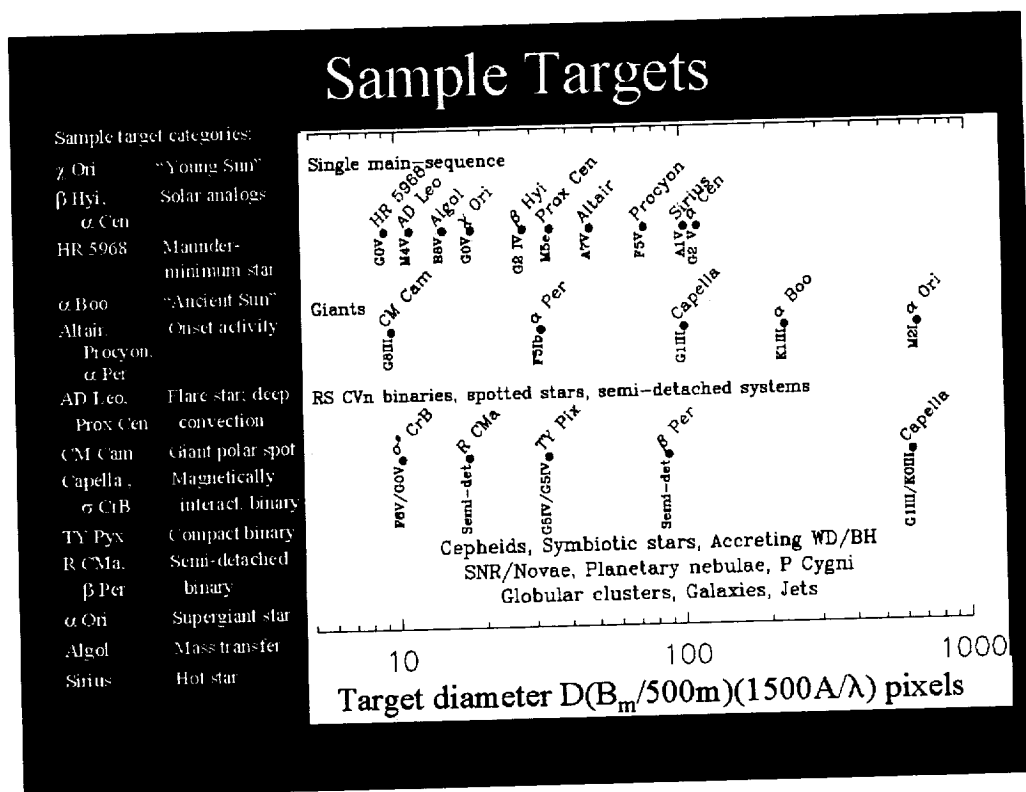 Sample Targets
Sample target categories:
χ Ori "Young Sun"
β Hyi, Solar analogs
α Cen
HR 5968 Maunder-
minimum star
α Boo "Ancient Sun"
Altair, Onset activity
Procyon,
α Per
AD Leo, Flare star; deep
Prox Cen convection
CM Cam Giant polar spot
Capella, Magnetically
σ CrB interact. binary
TY Pyx Compact binary
R CMa, Semi-detached
β Per binary
α Ori Supergiant star
Algol Mass transfer
Sirius Hot star
Single main-sequence
G0V HR 5968
M4V AD Leo
B8V Algol
G0V χ Ori
G2 IV β Hyi
M5e Prox Cen
A7V Altair
F5V Procyon
A1V Sirius
G2 V α Cen
Giants
G8III CM Cam
F5Ib α Per
G1III Capella
K1III α Boo
M2I α Ori
RS CVn binaries, spotted stars, semi-detached systems
F6V/G0V σ CrB
Semi-det R CMa
G5IV/G5IV TY Pix
Semi-det β Per
G1III/K0III Capella
Cepheids, Symbiotic stars, Accreting WD/BH
SNR/Novae, Planetary nebulae, P Cygni
Globular clusters, Galaxies, Jets
10 100 1000
Target diameter D(Bm/500m)(1500A/λ) pixels